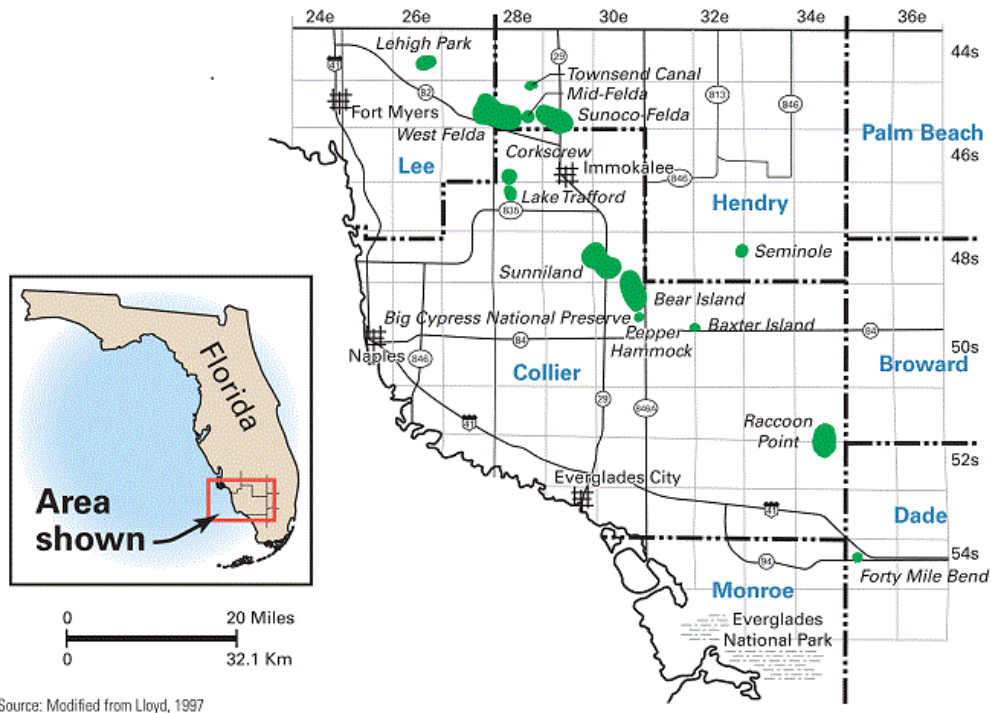 24e 26e 28e 30e 32e 34e 36e
44s
Lehigh Park
29
41
Townsend Canal
82
Mid-Felda
813
846
Fort Myers
Sunoco-Felda
West Felda
Palm Beach
46s
Corkscrew
Lee
Immokalee
846
Lake Trafford
Hendry
835
Seminole
48s
Sunniland
Bear Island
Big Cypress National Preserve
Baxter Island
84
Pepper
Hammock
84
Naples
846
50s
Collier
Broward
29
846A
41
Raccoon
Point
52s
Everglades City
41
Dade
54s
94
Forty Mile Bend
Monroe
Everglades
National Park
Florida
Area
shown
0 20 Miles
0 32.1 Km
Source: Modified from Lloyd, 1997